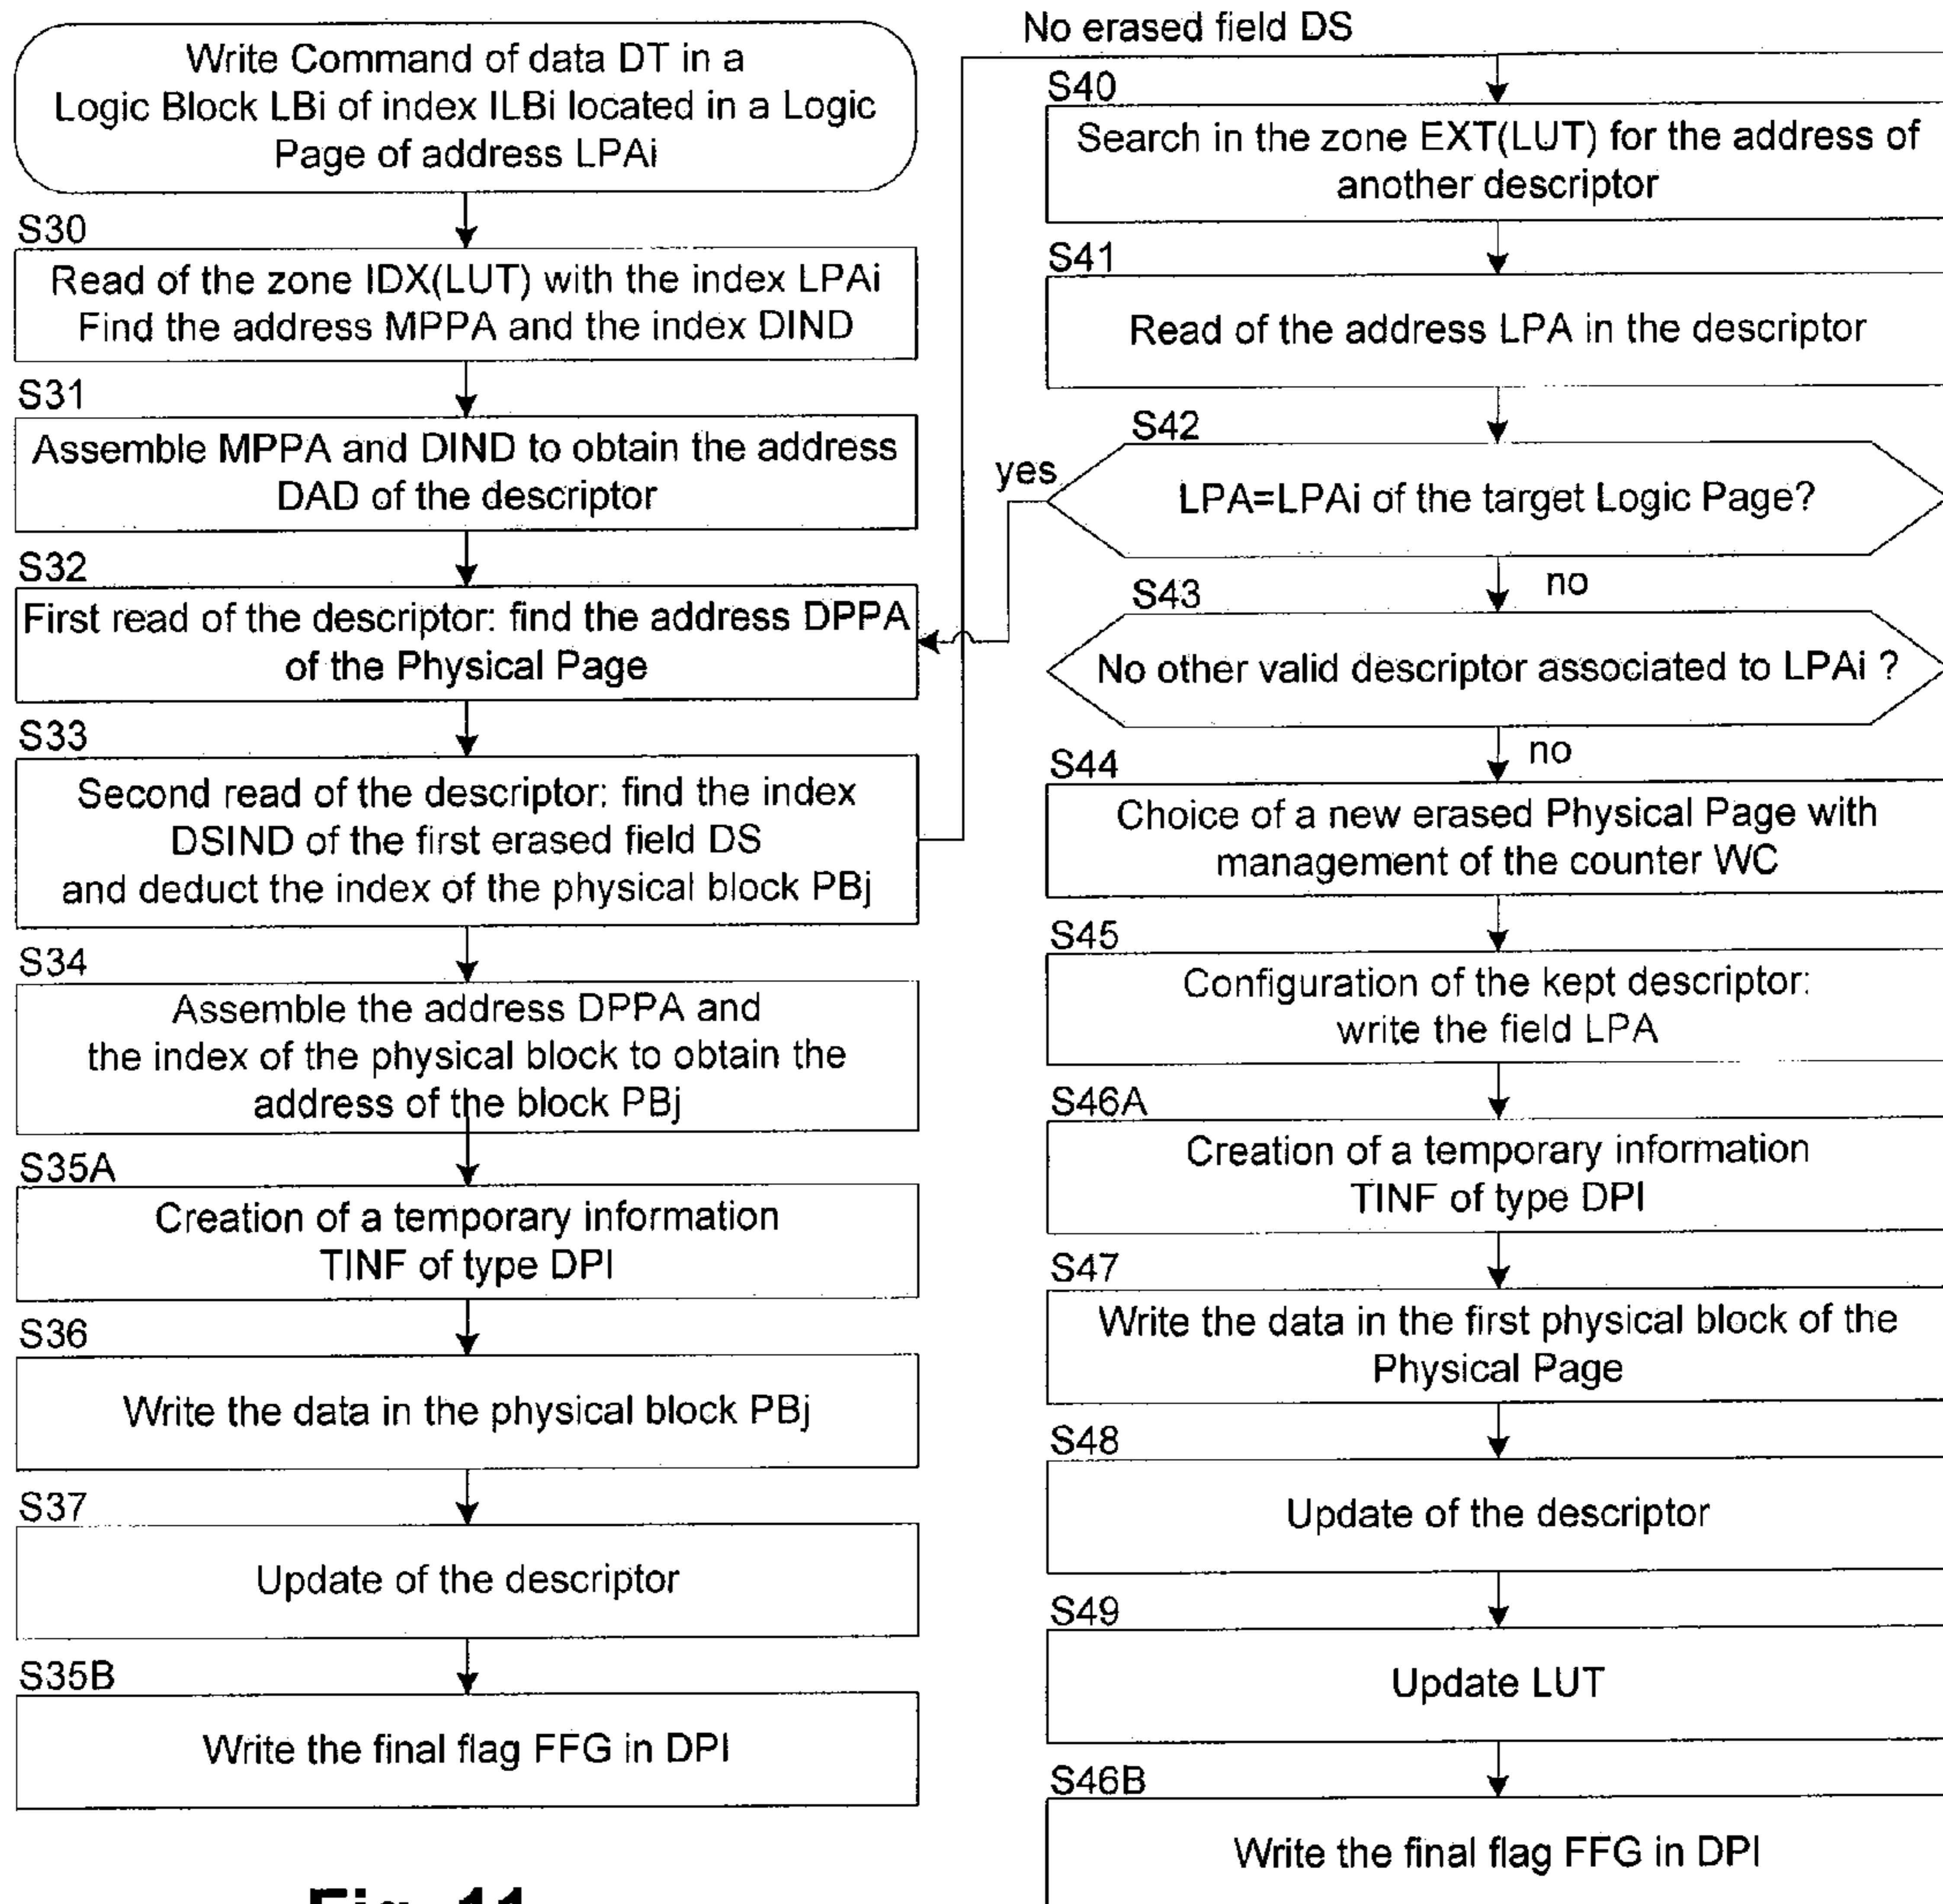 Write Command of data DT in a
Logic Block LBi of index ILBi located in a Logic
Page of address LPAi
S30
Read of the zone IDX(LUT) with the index LPAi
Find the address MPPA and the index DIND
S31
Assemble MPPA and DIND to obtain the address
DAD of the descriptor
S32
First read of the descriptor: find the address DPPA
of the Physical Page
S33
Second read of the descriptor: find the index
DSIND of the first erased field DS
and deduct the index of the physical block PBj
S34
Assemble the address DPPA and
the index of the physical block to obtain the
address of the block PBj
S35A
Creation of a temporary information
TINF of type DPI
S36
Write the data in the physical block PBj
S37
Update of the descriptor
S35B
Write the final flag FFG in DPI
No erased field DS
S40
Search in the zone EXT(LUT) for the address of
another descriptor
S41
Read of the address LPA in the descriptor
S42
yes
LPA=LPAi of the target Logic Page?
no
S43
No other valid descriptor associated to LPAi ?
no
S44
Choice of a new erased Physical Page with
management of the counter WC
S45
Configuration of the kept descriptor:
write the field LPA
S46A
Creation of a temporary information
TINF of type DPI
S47
Write the data in the first physical block of the
Physical Page
S48
Update of the descriptor
S49
Update LUT
S46B
Write the final flag FFG in DPI
Fig. 11